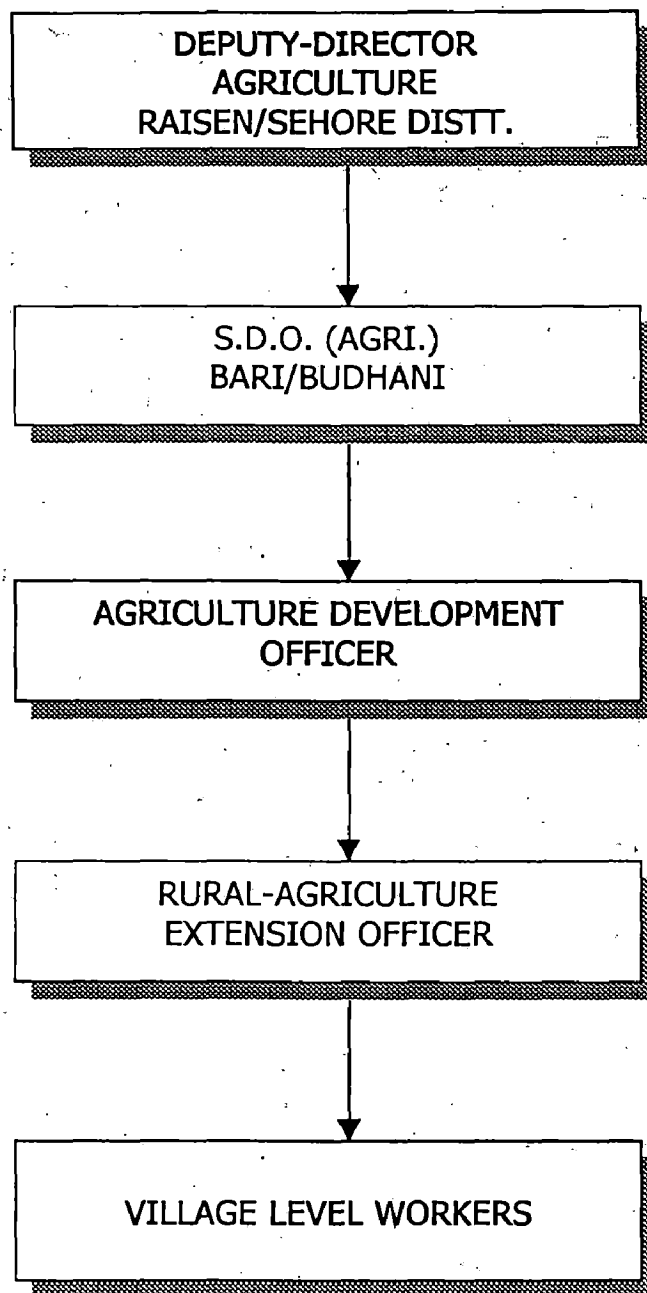 DEPUTY-DIRECTOR
AGRICULTURE
RAISEN/SEHORE DISTT.
S.D.O. (AGRI.)
BARI/BUDHANI
AGRICULTURE DEVELOPMENT
OFFICER
RURAL-AGRICULTURE
EXTENSION OFFICER
VILLAGE LEVEL WORKERS